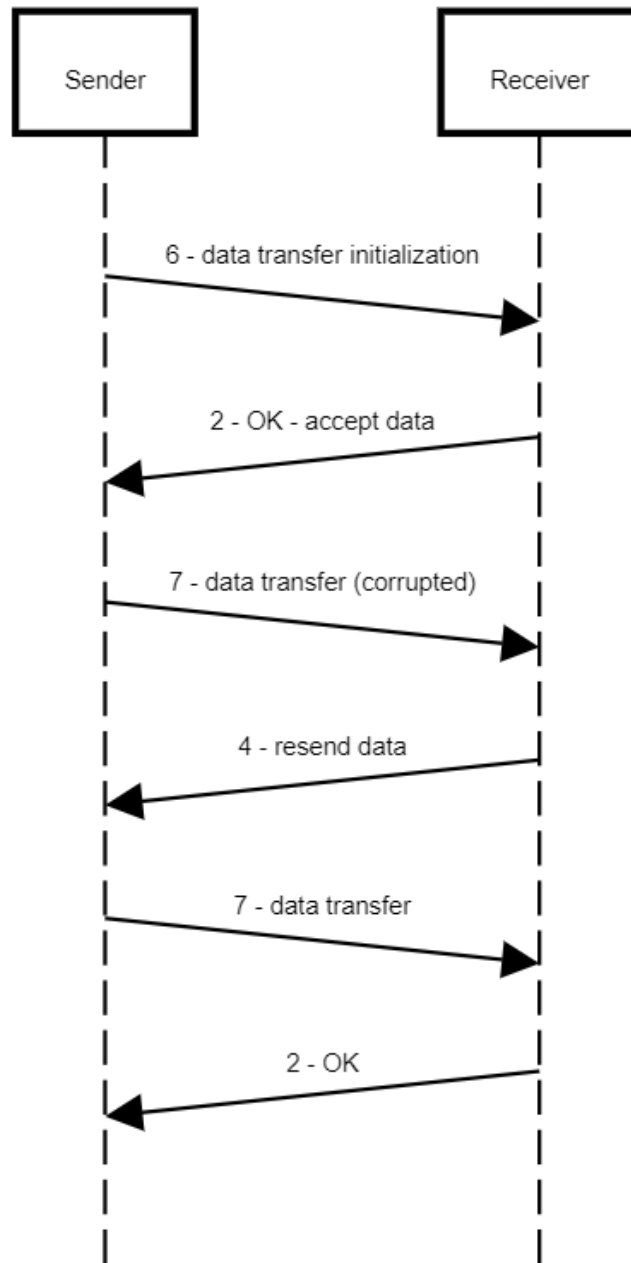 Sender
Receiver
6 - data transfer initialization
2 - OK - accept data
7 - data transfer (corrupted)
4 - resend data
7 - data transfer
2 - OK